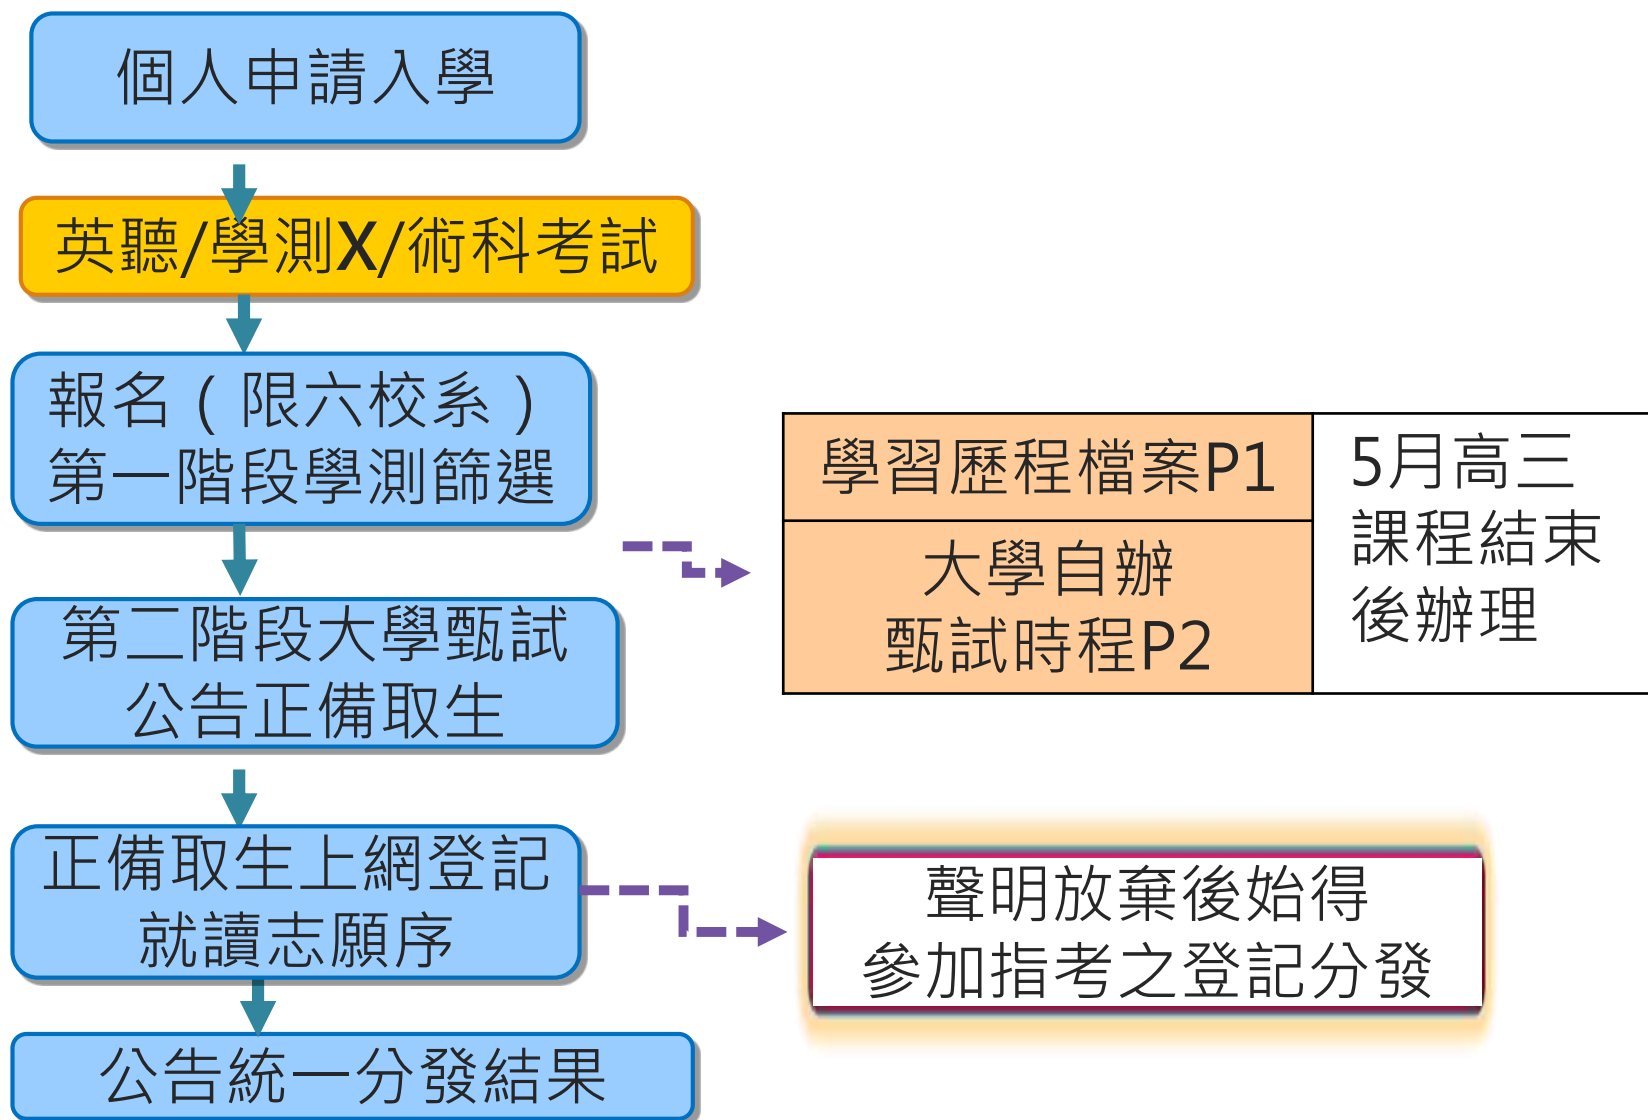 個人申請入學
英聽/學測X/術科考試
報名(限六校系)
第一階段學測篩選
第二階段大學甄試
公告正備取生
正備取生上網登記
就讀志願序
公告統一分發結果
學習歷程檔案P1
大學自辦
甄試時程P2
5月高三
課程結束
後辦理
聲明放棄後始得
參加指考之登記分發